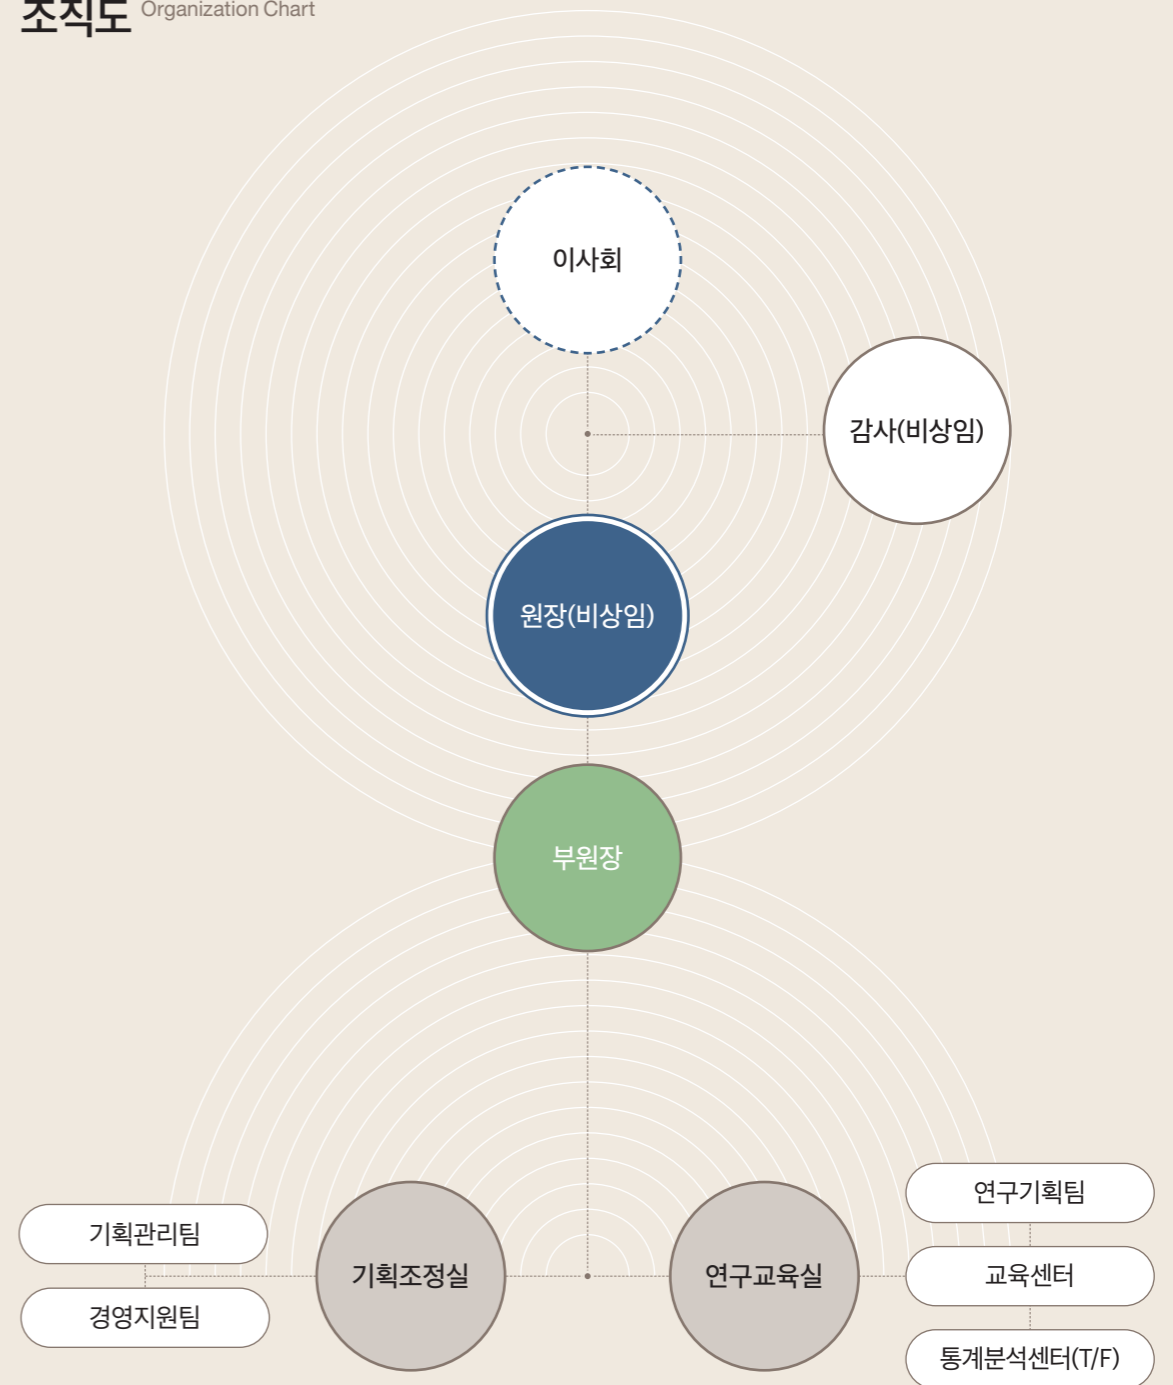 조직도 Organization Chart
이사회
감사(비상임)
원장(비상임)
부원장
기획조정실
기획관리팀
경영지원팀
연구교육실
연구기획팀
교육센터
통계분석센터(T/F)